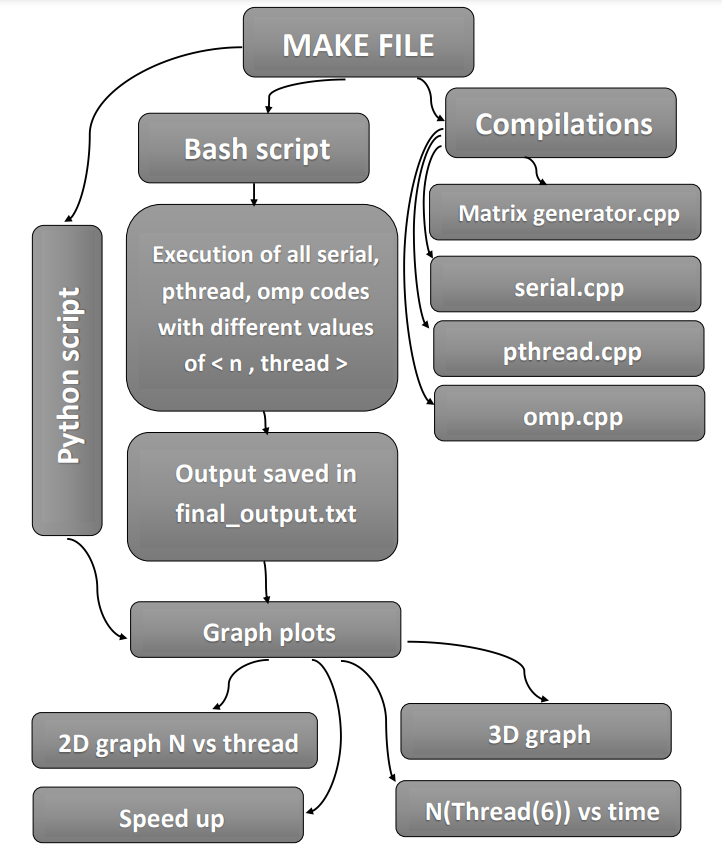 MAKE FILE
Compilations
Bash script
Matrix generator.cpp
Execution of all serial,
pthread, omp codes
with different values
of < n , thread >
serial.cpp
pthread.cpp
omp.cpp
Python script
Output saved in
final_output.txt
Graph plots
2D graph N vs thread
3D graph
Speed up
N(Thread(6)) vs time